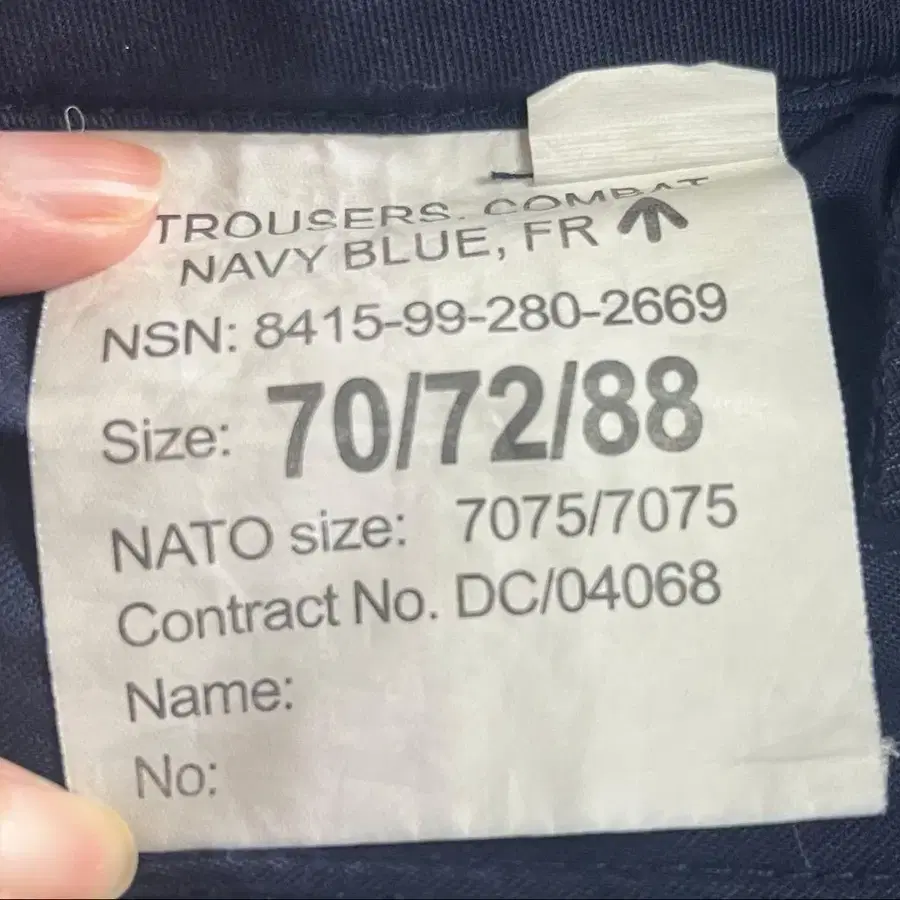 TROUSERS. COMBAT
NAVY BLUE, FR
NSN: 8415-99-280-2669
Size: 70/72/88
NATO size: 7075/7075
Contract No. DC/04068
Name:
No: